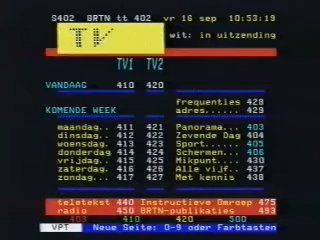 S402 BRTN tt 402 vr 16 sep 10:53:19
TV
wit: in uitzending
TV1 TV2
VANDAAG 410 420
frequenties 428
KOMENDE WEEK adres...... 429
maandag.. 411 421 Panorama... 403
dinsdag.. 412 422 Zevende Dag 404
woensdag. 413 423 Sport...... 405
donderdag 414 424 Schermen... 406
vrijdag.. 415 425 Mikpunt.... 430
zaterdag. 416 426 Alle vijf.. 437
zondag... 417 427 Met kennis 438
teletekst 440 Instructieve Omroep 475
radio 450 BRTN-publikaties 493
400 410 420 500
VPT Neue Seite: 0-9 oder Farbtasten